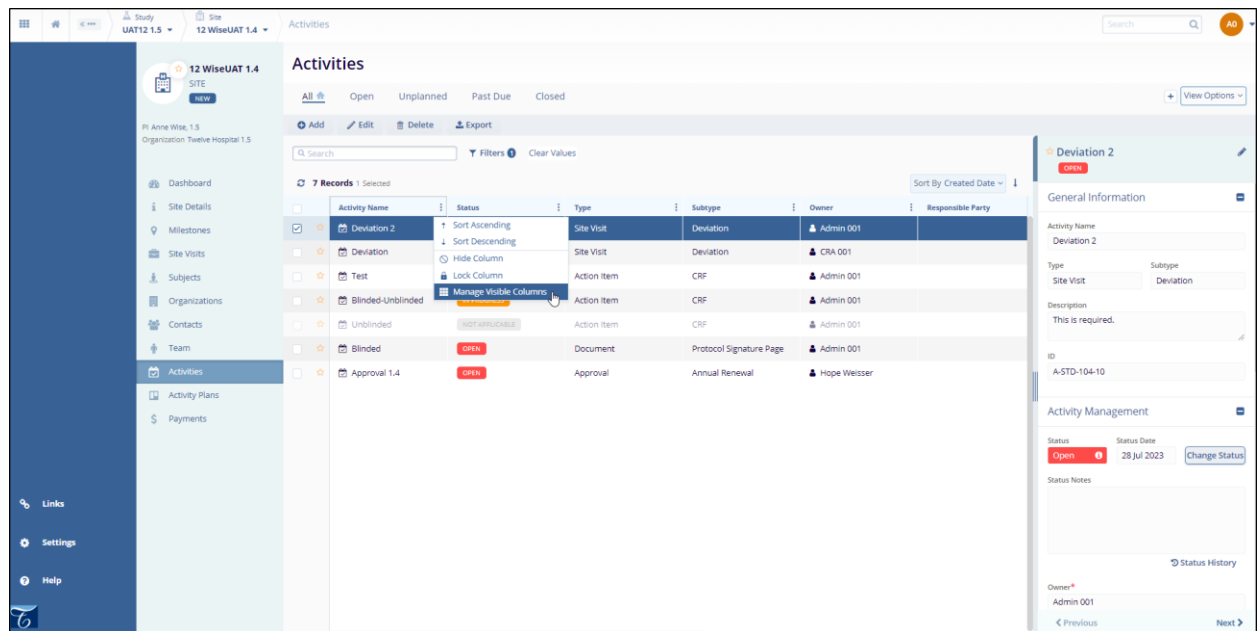 Study
UAT12 1.5
Site
12 WiseUAT 1.4
Activities
Search
A0
12 WiseUAT 1.4
SITE
NEW
PI Anne Wise, 1.5
Organization Twelve Hospital 1.5
Dashboard
Site Details
Milestones
Site Visits
Subjects
Organizations
Contacts
Team
Activities
Activity Plans
Payments
Links
Settings
Help
Activities
All Open Unplanned Past Due Closed
View Options
Add Edit Delete Export
Search Filters 1 Clear Values
7 Records 1 Selected Sort By Created Date
Activity Name Status Type Subtype Owner Responsible Party
Deviation 2 Site Visit Deviation Admin 001
Deviation Site Visit Deviation CRA 001
Test Action Item CRF Admin 001
Blinded-Unblinded Action Item CRF Admin 001
Unblinded NOT APPLICABLE Action Item CRF Admin 001
Blinded OPEN Document Protocol Signature Page Admin 001
Approval 1.4 OPEN Approval Annual Renewal Hope Weisser
Sort Ascending
Sort Descending
Hide Column
Lock Column
Manage Visible Columns
Deviation 2
OPEN
General Information
Activity Name
Deviation 2
Type Subtype
Site Visit Deviation
Description
This is required.
ID
A-STD-104-10
Activity Management
Status Status Date
Open 28 Jul 2023 Change Status
Status Notes
Status History
Owner*
Admin 001
Previous Next